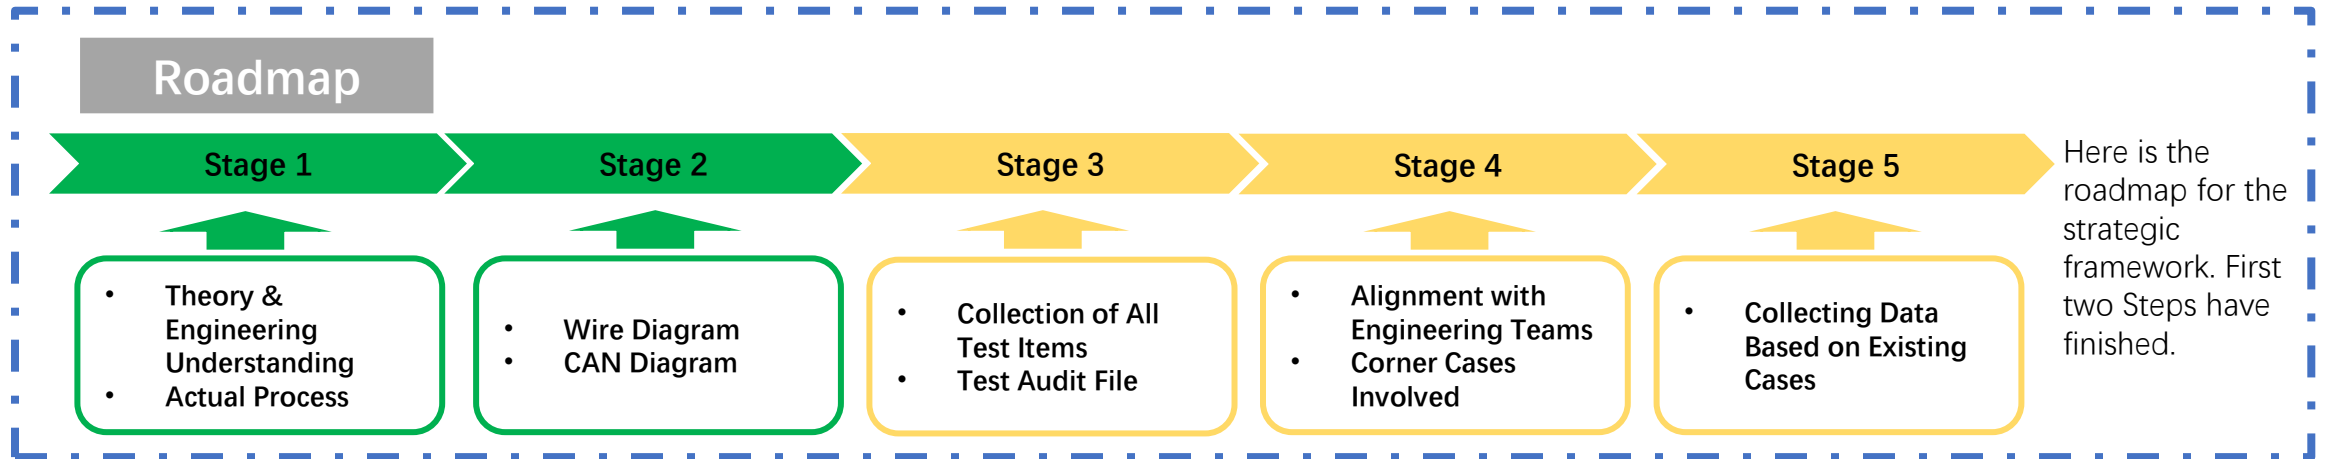 Roadmap
Stage 1
Stage 2
Stage 3
Stage 4
Stage 5
• Theory &
Engineering
Understanding
• Actual Process
• Wire Diagram
• CAN Diagram
• Collection of All
Test Items
• Test Audit File
• Alignment with
Engineering Teams
• Corner Cases
Involved
• Collecting Data
Based on Existing
Cases
Here is the
roadmap for the
strategic
framework. First
two Steps have
finished.